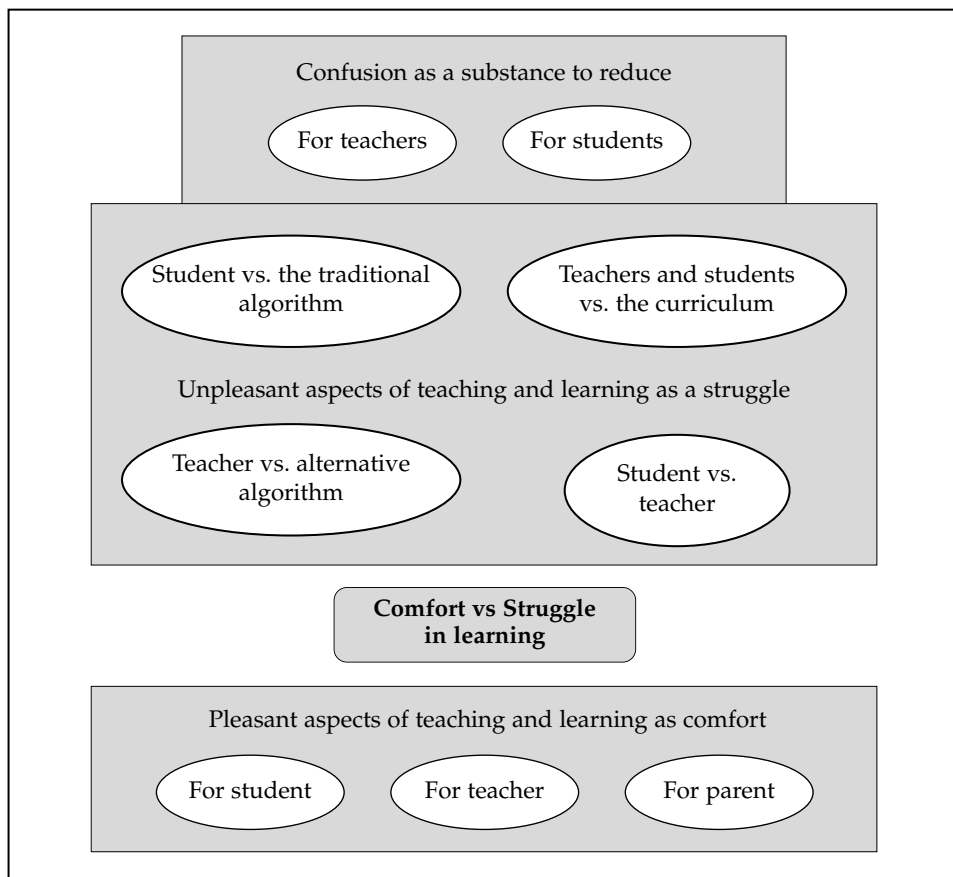 Confusion as a substance to reduce
For teachers
For students
Student vs. the traditional
algorithm
Teachers and students
vs. the curriculum
Unpleasant aspects of teaching and learning as a struggle
Teacher vs. alternative
algorithm
Student vs.
teacher
Comfort vs Struggle
in learning
Pleasant aspects of teaching and learning as comfort
For student
For teacher
For parent